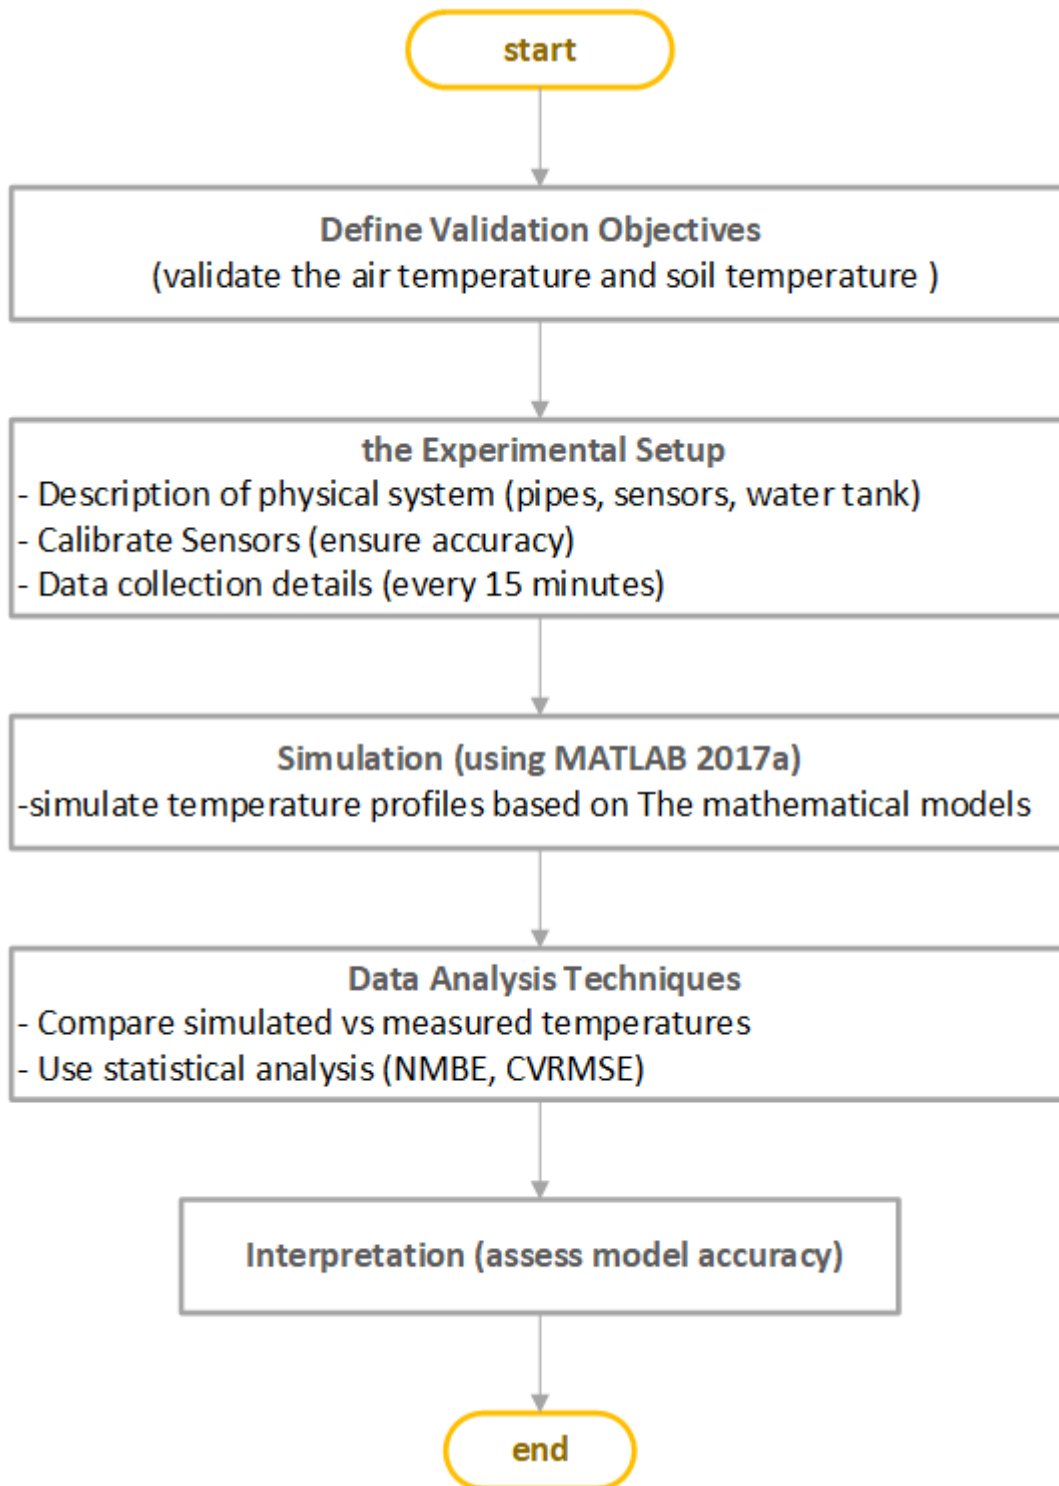 start
Define Validation Objectives
(validate the air temperature and soil temperature )
the Experimental Setup
- Description of physical system (pipes, sensors, water tank)
- Calibrate Sensors (ensure accuracy)
- Data collection details (every 15 minutes)
Simulation (using MATLAB 2017a)
-simulate temperature profiles based on The mathematical models
Data Analysis Techniques
- Compare simulated vs measured temperatures
- Use statistical analysis (NMBE, CVRMSE)
Interpretation (assess model accuracy)
end